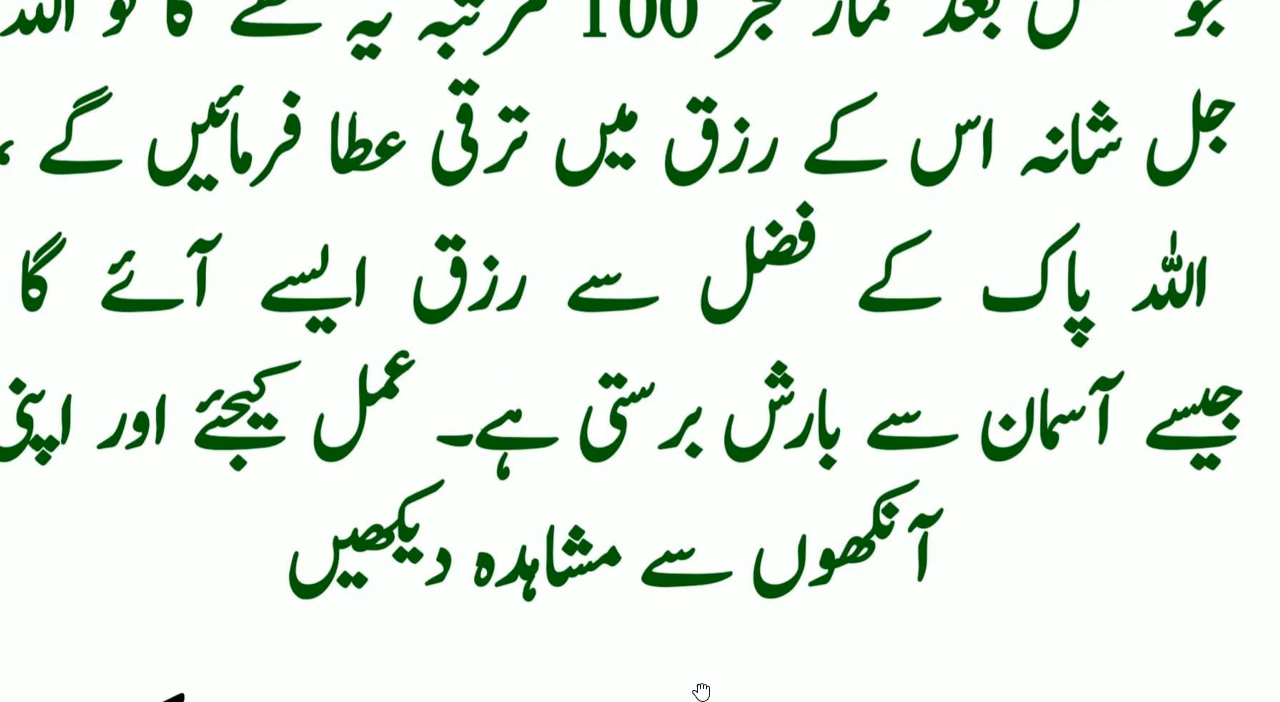 جو شخص بعد نماز فجر 100 مرتبہ یہ پڑھے گا تو اللہ
جل شانہ اس کے رزق میں ترقی عطا فرمائیں گے ،
اللہ پاک کے فضل سے رزق ایسے آئے گا
جیسے آسمان سے بارش برستی ہے۔ عمل کیجئے اور اپنی
آنکھوں سے مشاہدہ دیکھیں